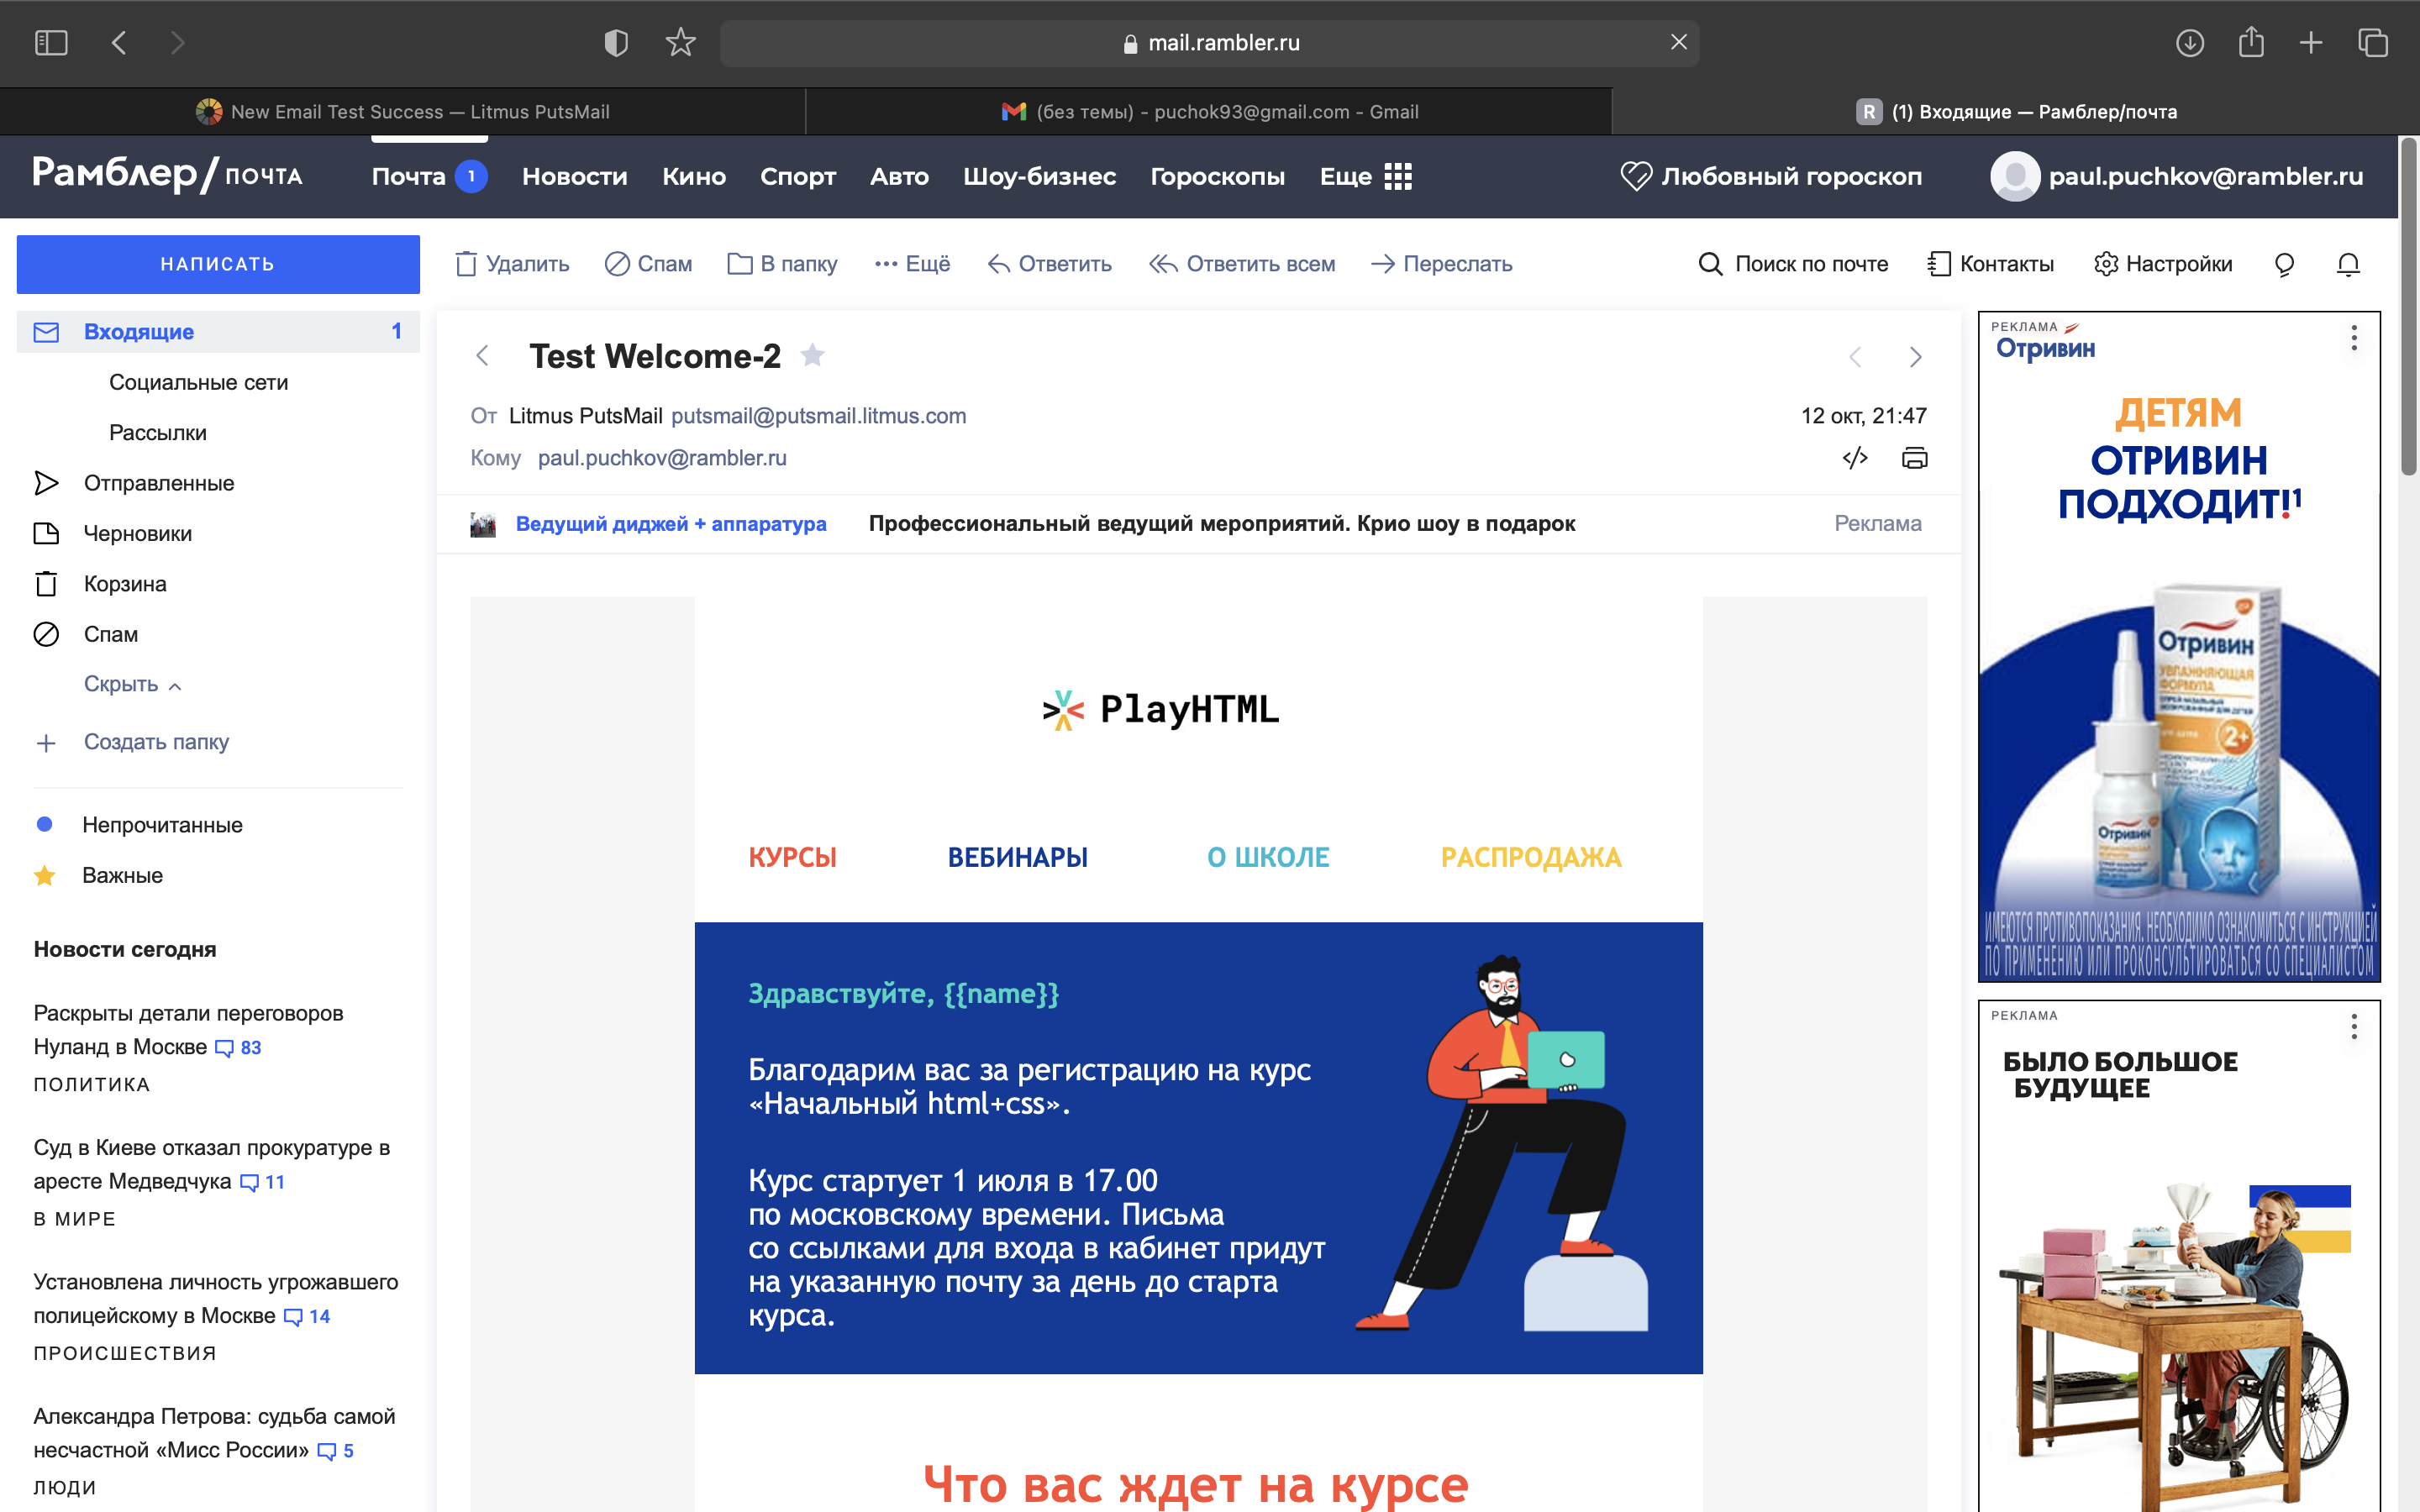 mail.rambler.ru
New Email Test Success — Litmus PutsMail
(без темы) - puchok93@gmail.com - Gmail
R (1) Входящие — Рамблер/почта
Рамблер/ПОЧТА
Почта 1
Новости
Кино
Спорт
Авто
Шоу-бизнес
Гороскопы
Еще
Любовный гороскоп
paul.puchkov@rambler.ru
НАПИСАТЬ
Удалить
Спам
В папку
Ещё
Ответить
Ответить всем
Переслать
Поиск по почте
Контакты
Настройки
Входящие 1
Социальные сети
Рассылки
Отправленные
Черновики
Корзина
Спам
Скрыть
Создать папку
Непрочитанные
Важные
Новости сегодня
Раскрыты детали переговоров
Нуланд в Москве 83
ПОЛИТИКА
Суд в Киеве отказал прокуратуре в
аресте Медведчука 11
В МИРЕ
Установлена личность угрожавшего
полицейскому в Москве 14
ПРОИСШЕСТВИЯ
Александра Петрова: судьба самой
несчастной «Мисс России» 5
ЛЮДИ
Test Welcome-2
От Litmus PutsMail putsmail@putsmail.litmus.com
12 окт, 21:47
Кому paul.puchkov@rambler.ru
Ведущий диджей + аппаратура
Профессиональный ведущий мероприятий. Крио шоу в подарок
Реклама
PlayHTML
КУРСЫ
ВЕБИНАРЫ
О ШКОЛЕ
РАСПРОДАЖА
Здравствуйте, {{name}}
Благодарим вас за регистрацию на курс
«Начальный html+css».
Курс стартует 1 июля в 17.00
по московскому времени. Письма
со ссылками для входа в кабинет придут
на указанную почту за день до старта
курса.
Что вас ждет на курсе
РЕКЛАМА
Отривин
ДЕТЯМ
ОТРИВИН
ПОДХОДИТ!¹
Отривин
УВЛАЖНЯЮЩАЯ
ФОРМУЛА
2+
Отривин
ИМЕЮТСЯ ПРОТИВОПОКАЗАНИЯ. НЕОБХОДИМО ОЗНАКОМИТЬСЯ С ИНСТРУКЦИЕЙ
ПО ПРИМЕНЕНИЮ ИЛИ ПРОКОНСУЛЬТИРОВАТЬСЯ СО СПЕЦИАЛИСТОМ
РЕКЛАМА
БЫЛО БОЛЬШОЕ
БУДУЩЕЕ